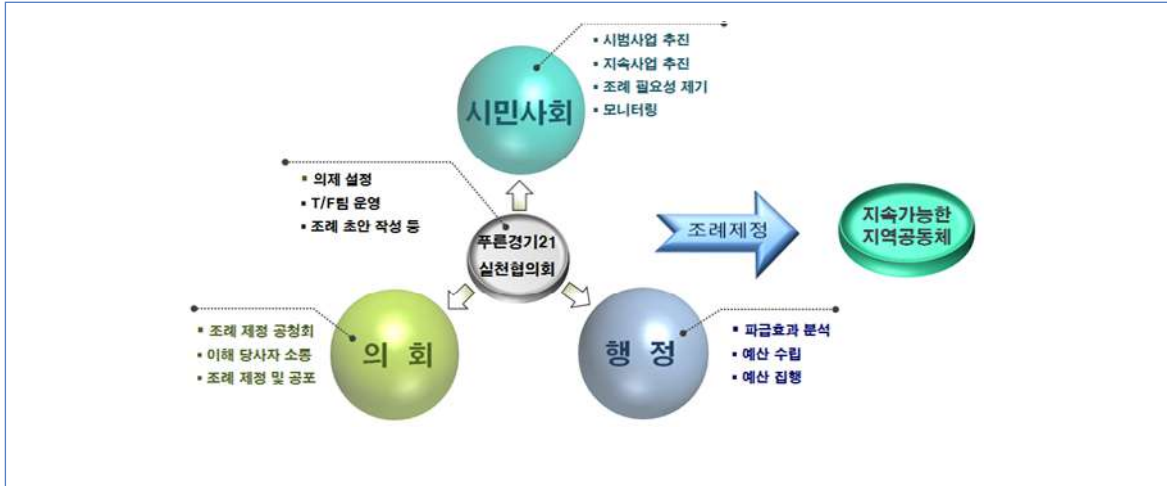 ▪ 시범사업 추진
▪ 지속사업 추진
▪ 조례 필요성 제기
▪ 모니터링
시민사회
▪ 의제 설정
▪ T/F팀 운영
▪ 조례 초안 작성 등
푸른경기21
실천협의회
조례제정
지속가능한
지역공동체
▪ 조례 제정 공청회
▪ 이해 당사자 소통
▪ 조례 제정 및 공포
의 회
행 정
▪ 파급효과 분석
▪ 예산 수립
▪ 예산 집행